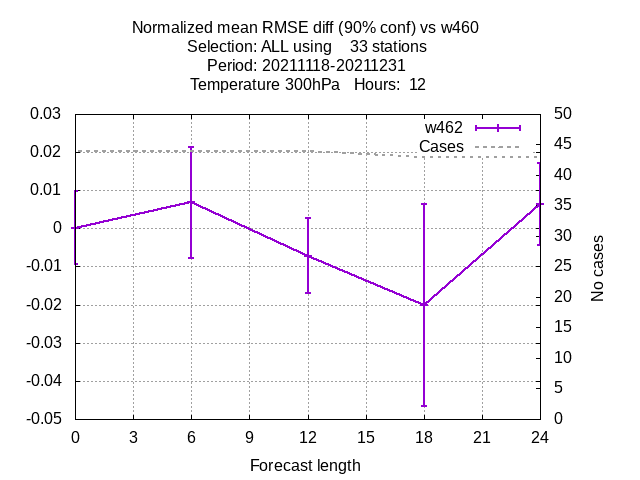 Normalized mean RMSE diff (90% conf) vs w460
Selection: ALL using    33 stations
Period: 20211118-20211231
Temperature 300hPa   Hours:  12
w462
Cases
0.03
0.02
0.01
0
-0.01
-0.02
-0.03
-0.04
-0.05
50
45
40
35
30
25
20
15
10
5
0
No cases
0 3 6 9 12 15 18 21 24
Forecast length